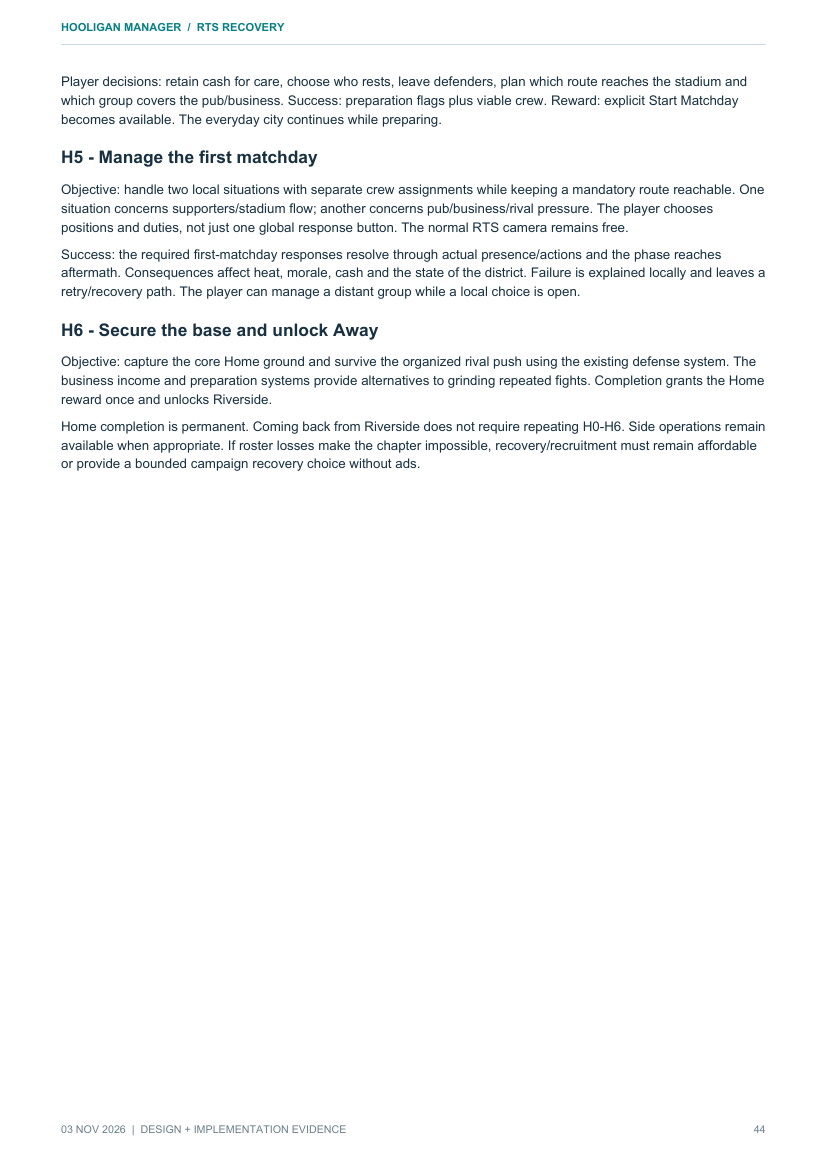 HOOLIGAN MANAGER / RTS RECOVERY
Player decisions: retain cash for care, choose who rests, leave defenders, plan which route reaches the stadium and
which group covers the pub/business. Success: preparation flags plus viable crew. Reward: explicit Start Matchday
becomes available. The everyday city continues while preparing.
H5 - Manage the first matchday
Objective: handle two local situations with separate crew assignments while keeping a mandatory route reachable. One
situation concerns supporters/stadium flow; another concerns pub/business/rival pressure. The player chooses
positions and duties, not just one global response button. The normal RTS camera remains free.
Success: the required first-matchday responses resolve through actual presence/actions and the phase reaches
aftermath. Consequences affect heat, morale, cash and the state of the district. Failure is explained locally and leaves a
retry/recovery path. The player can manage a distant group while a local choice is open.
H6 - Secure the base and unlock Away
Objective: capture the core Home ground and survive the organized rival push using the existing defense system. The
business income and preparation systems provide alternatives to grinding repeated fights. Completion grants the Home
reward once and unlocks Riverside.
Home completion is permanent. Coming back from Riverside does not require repeating H0-H6. Side operations remain
available when appropriate. If roster losses make the chapter impossible, recovery/recruitment must remain affordable
or provide a bounded campaign recovery choice without ads.
03 NOV 2026 | DESIGN + IMPLEMENTATION EVIDENCE
44